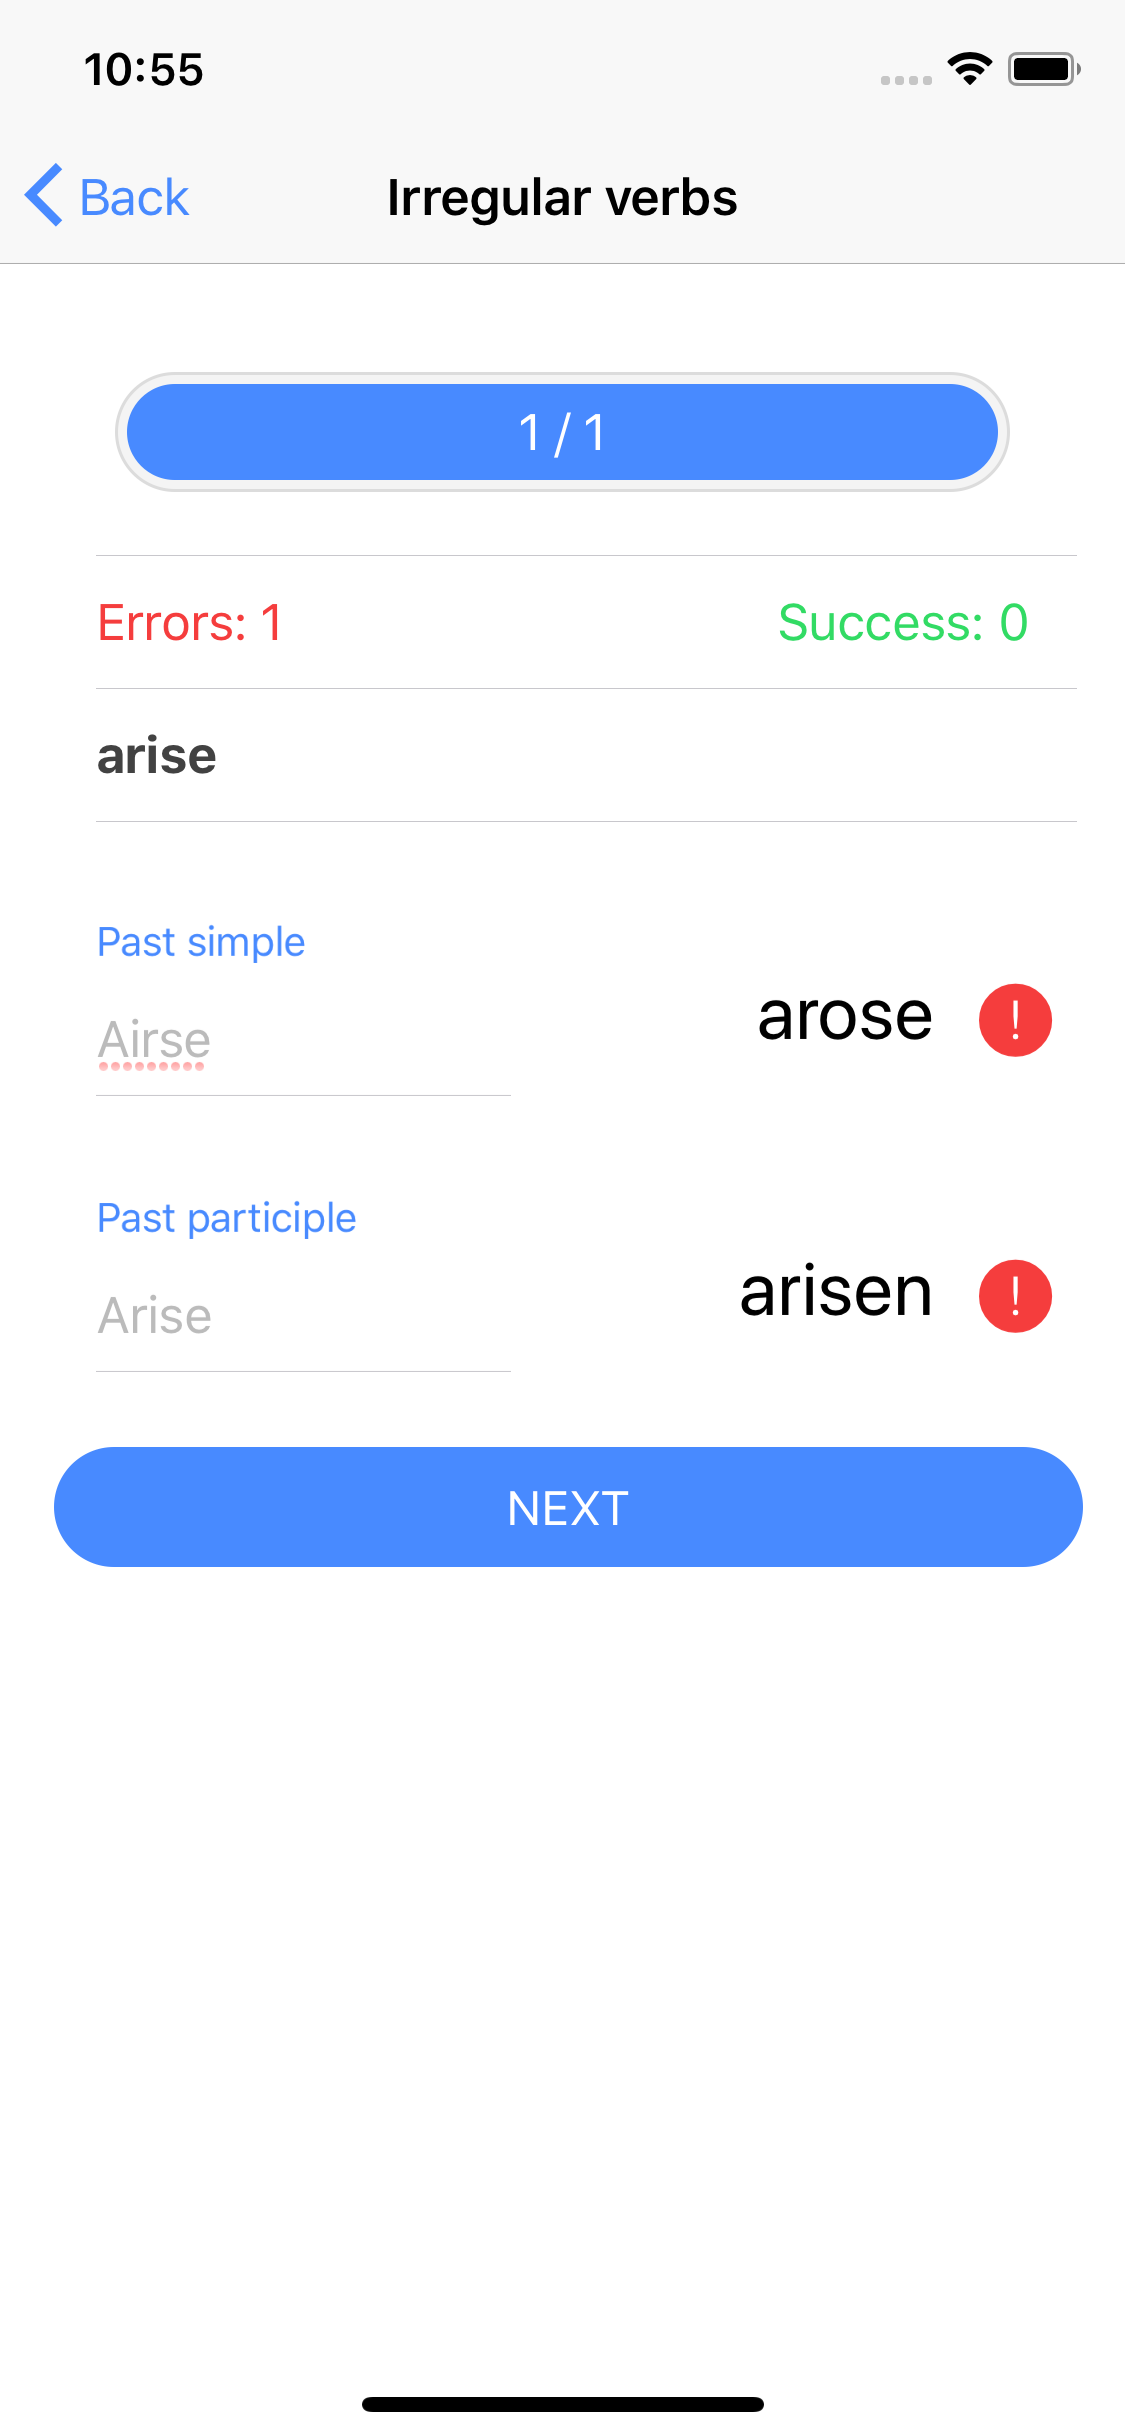 10:55
Back
Irregular verbs
1 / 1
Errors: 1
Success: 0
arise
Past simple
Airse
arose
!
Past participle
Arise
arisen
!
NEXT